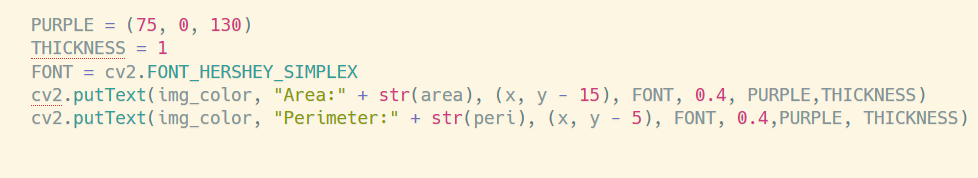 PURPLE = (75, 0, 130)
THICKNESS = 1
FONT = cv2.FONT_HERSHEY_SIMPLEX
cv2.putText(img_color, "Area:" + str(area), (x, y - 15), FONT, 0.4, PURPLE,THICKNESS)
cv2.putText(img_color, "Perimeter:" + str(peri), (x, y - 5), FONT, 0.4,PURPLE, THICKNESS)